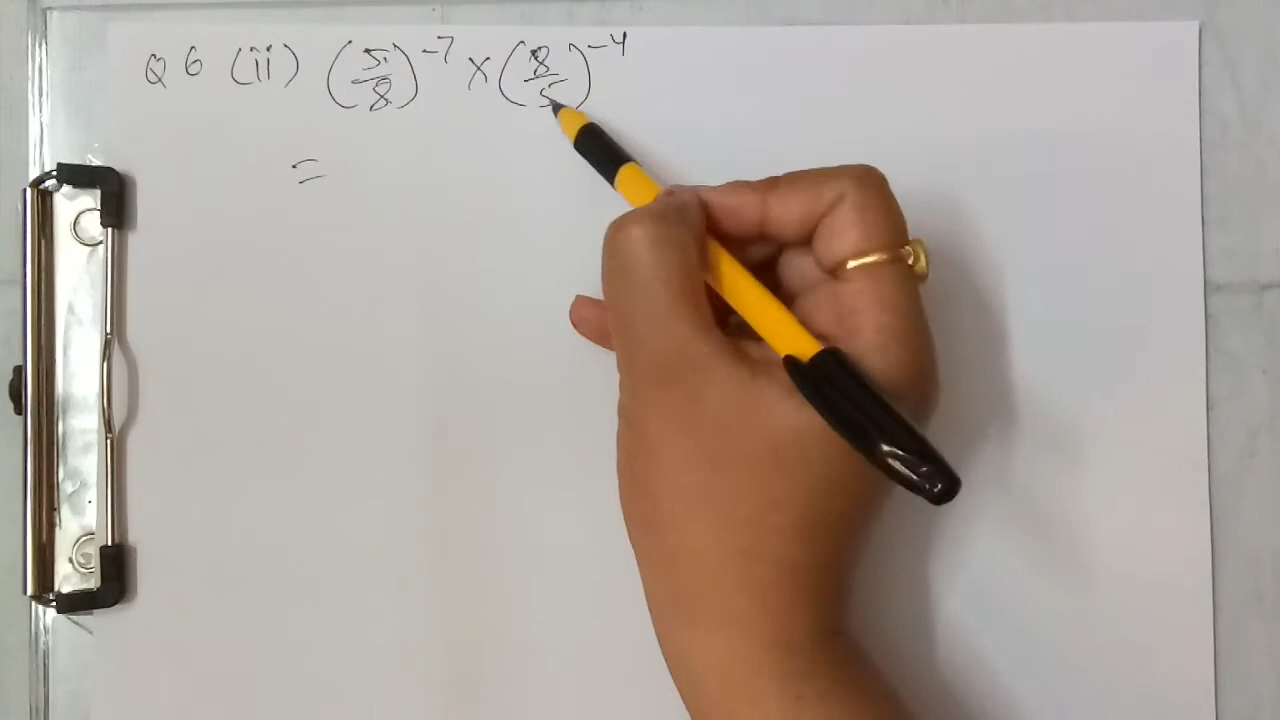 Q 6 (ii) (5/8)^-7 × (8/5)^-4
=